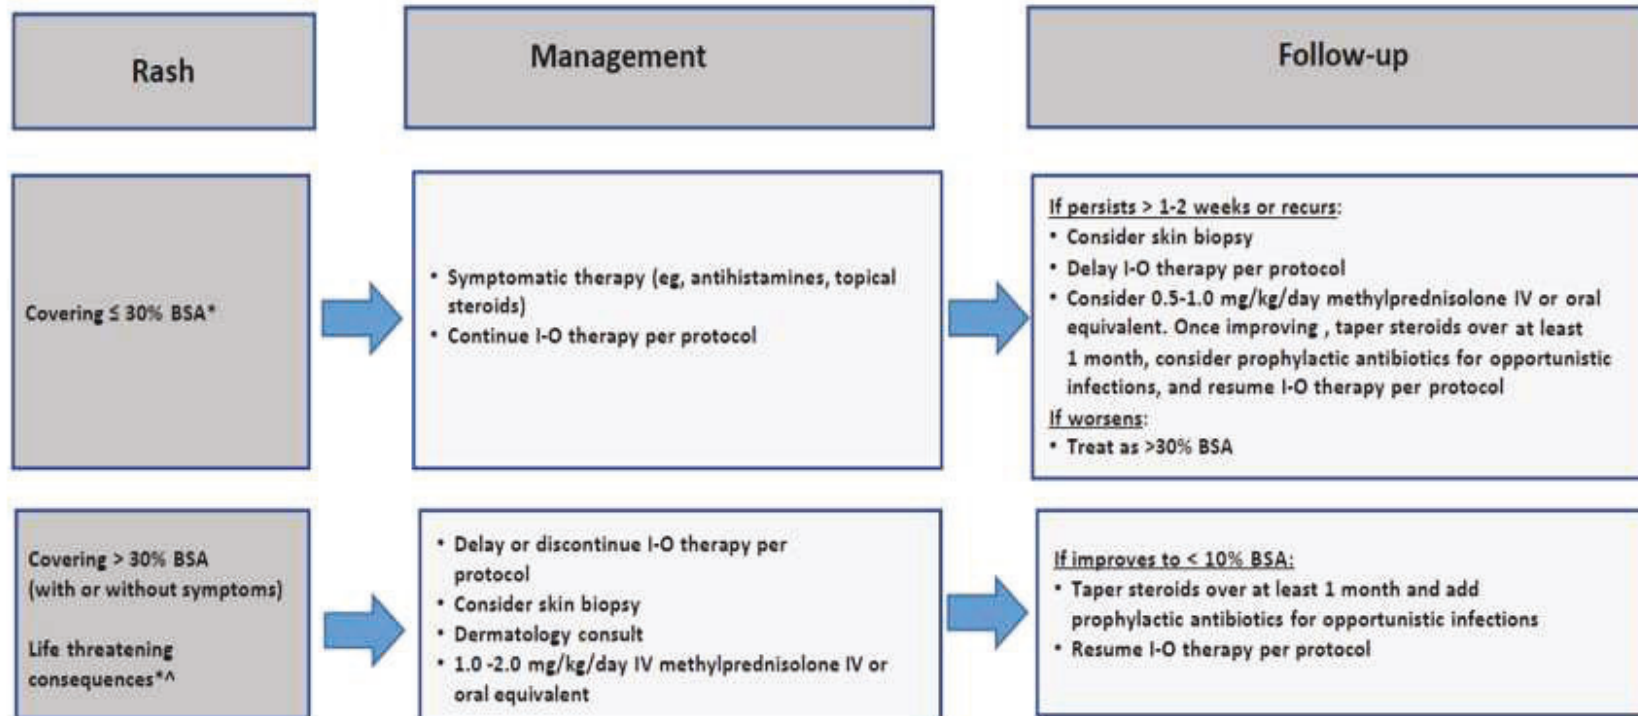 Rash
Management
Follow-up
Covering ≤ 30% BSA*
• Symptomatic therapy (eg, antihistamines, topical
steroids)
• Continue I-O therapy per protocol
If persists > 1-2 weeks or recurs:
• Consider skin biopsy
• Delay I-O therapy per protocol
• Consider 0.5-1.0 mg/kg/day methylprednisolone IV or oral
equivalent. Once improving , taper steroids over at least
1 month, consider prophylactic antibiotics for opportunistic
infections, and resume I-O therapy per protocol
If worsens:
• Treat as >30% BSA
Covering > 30% BSA
(with or without symptoms)
Life threatening
consequences*^
• Delay or discontinue I-O therapy per
protocol
• Consider skin biopsy
• Dermatology consult
• 1.0 -2.0 mg/kg/day IV methylprednisolone IV or
oral equivalent
If improves to < 10% BSA:
• Taper steroids over at least 1 month and add
prophylactic antibiotics for opportunistic infections
• Resume I-O therapy per protocol